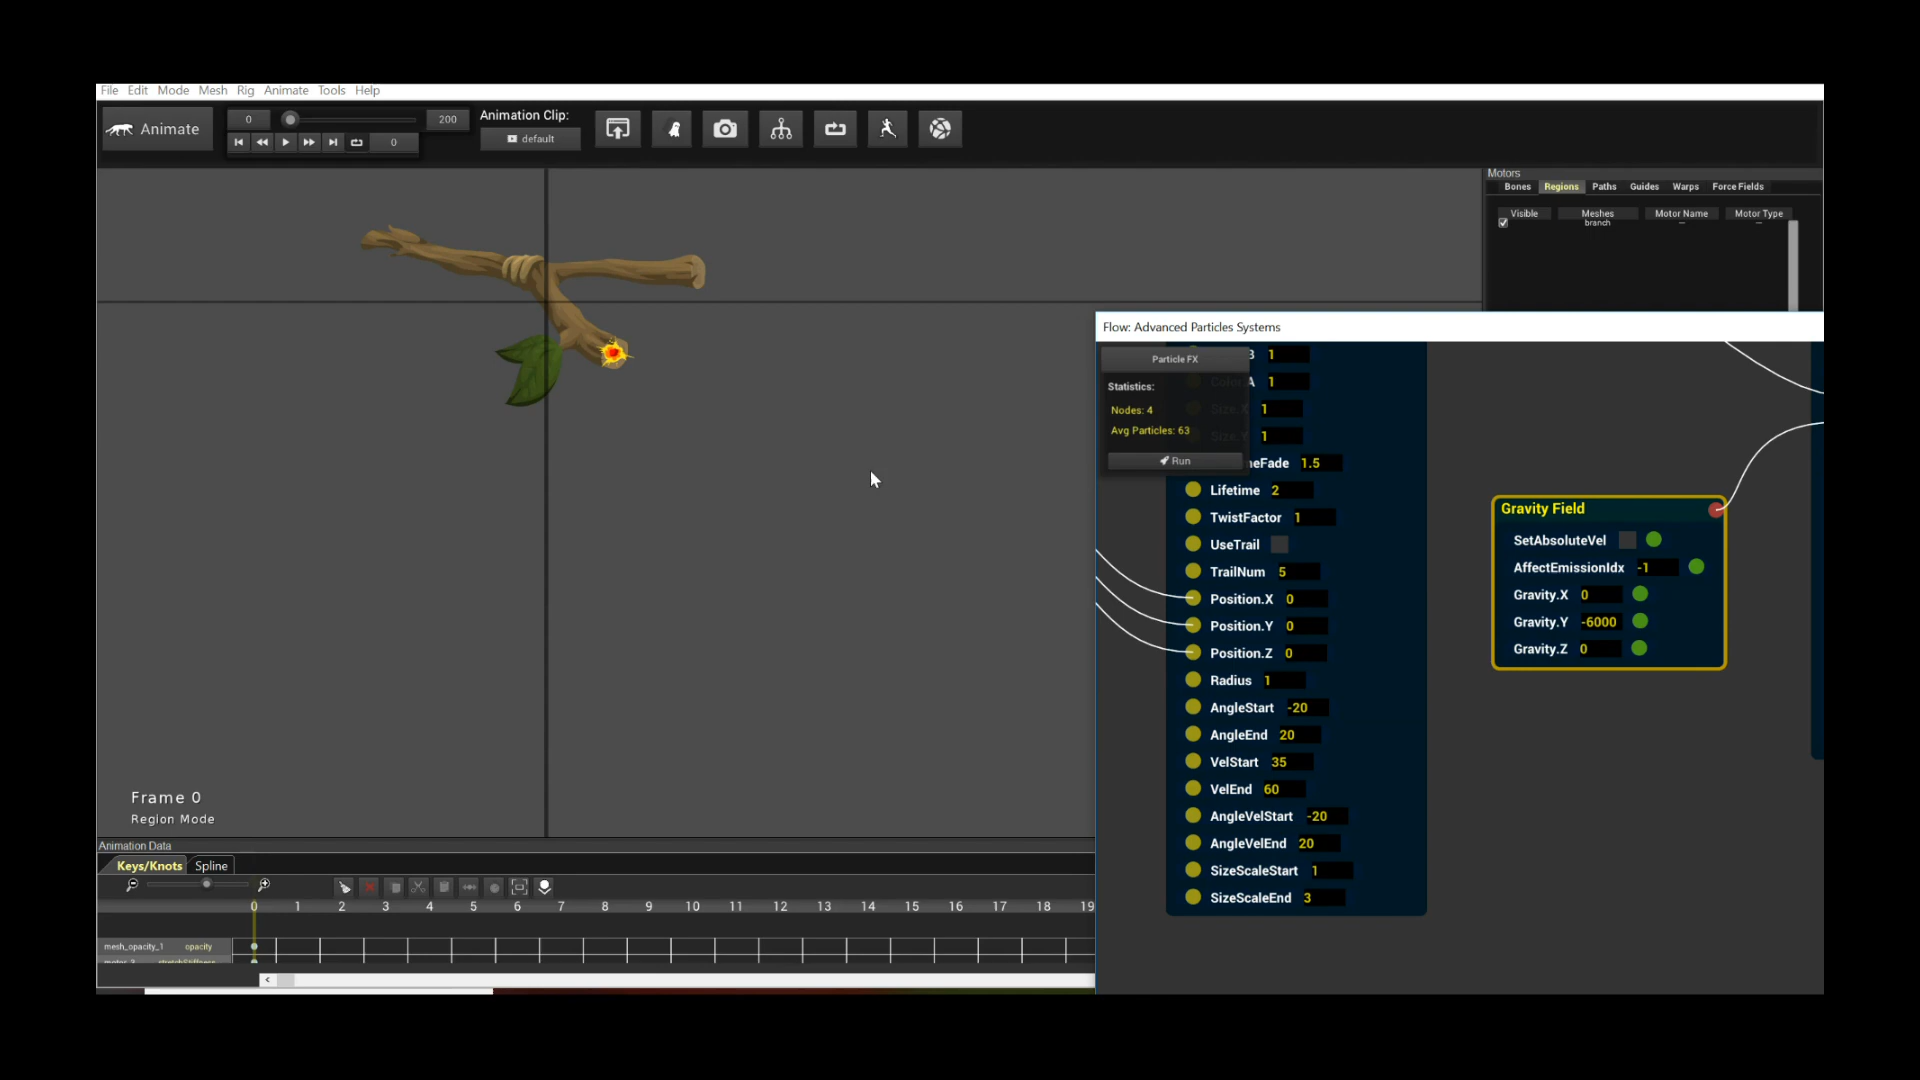 File Edit Mode Mesh Rig Animate Tools Help
Animate
0
200
0
Animation Clip:
default
Motors
Bones Regions Paths Guides Warps Force Fields
Visible Meshes Motor Name Motor Type
branch
Flow: Advanced Particles Systems
Particle FX
Statistics:
Nodes: 4
Avg Particles: 63
Run
B 1
Color.A 1
Size.X 1
Size.Y 1
eFade 1.5
Lifetime 2
TwistFactor 1
UseTrail
TrailNum 5
Position.X 0
Position.Y 0
Position.Z 0
Radius 1
AngleStart -20
AngleEnd 20
VelStart 35
VelEnd 60
AngleVelStart -20
AngleVelEnd 20
SizeScaleStart 1
SizeScaleEnd 3
Gravity Field
SetAbsoluteVel
AffectEmissionIdx -1
Gravity.X 0
Gravity.Y -6000
Gravity.Z 0
Frame 0
Region Mode
Animation Data
Keys/Knots Spline
0 1 2 3 4 5 6 7 8 9 10 11 12 13 14 15 16 17 18 19
mesh_opacity_1 opacity